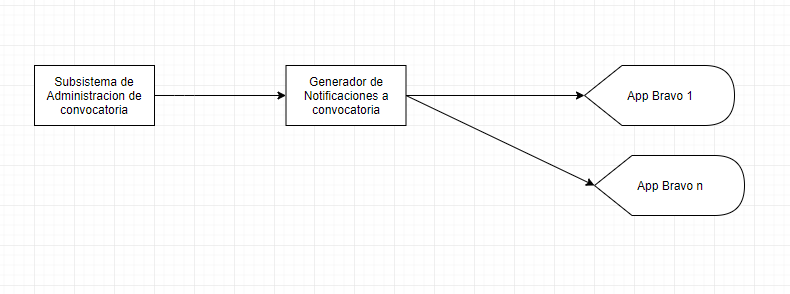 Subsistema de
Administracion de
convocatoria
Generador de
Notificaciones a
convocatoria
App Bravo 1
App Bravo n